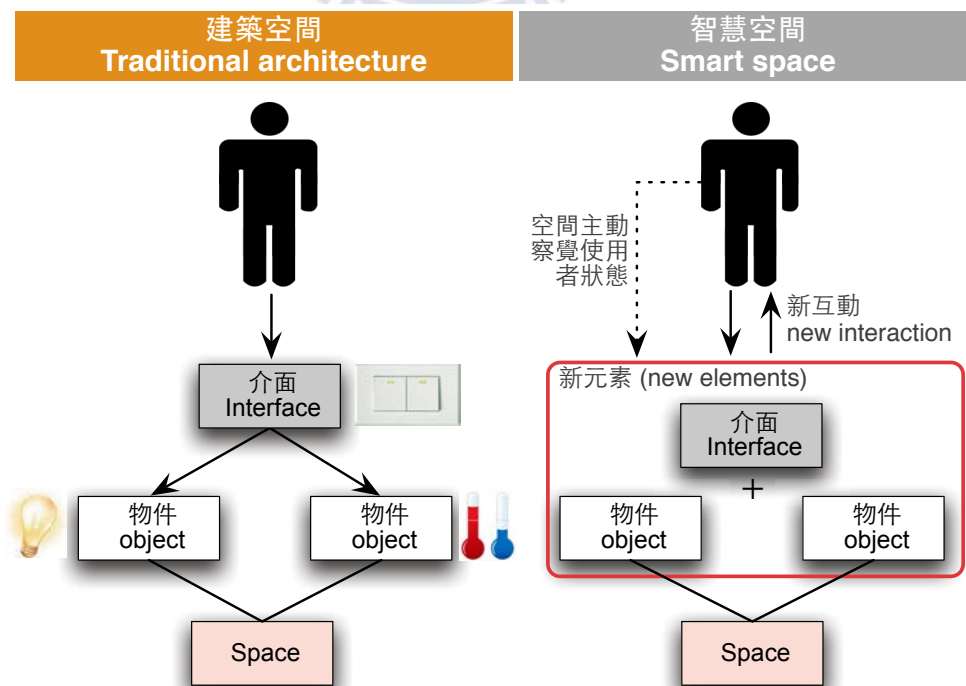 建築空間
Traditional architecture
介面
Interface
物件
object
物件
object
Space
智慧空間
Smart space
空間主動
察覺使用
者狀態
新互動
new interaction
新元素 (new elements)
介面
Interface
+
物件
object
物件
object
Space